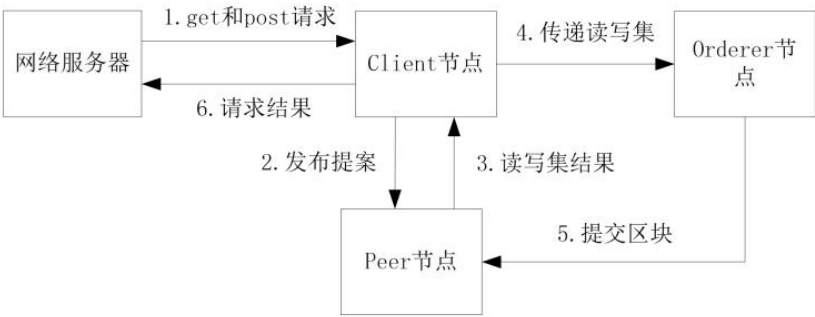 1.get和post请求
网络服务器
Client节点
4.传递读写集
Orderer节
点
6.请求结果
2.发布提案
3.读写集结果
5.提交区块
Peer节点